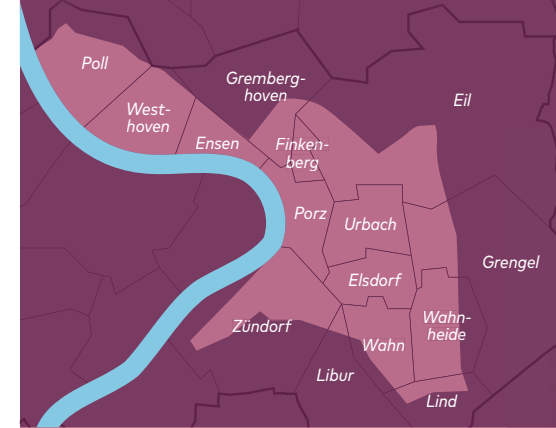 Poll
West-
hoven
Ensen
Gremberg-
hoven
Eil
Finken-
berg
Porz
Urbach
Elsdorf
Grengel
Zündorf
Wahn-
heide
Wahn
Libur
Lind